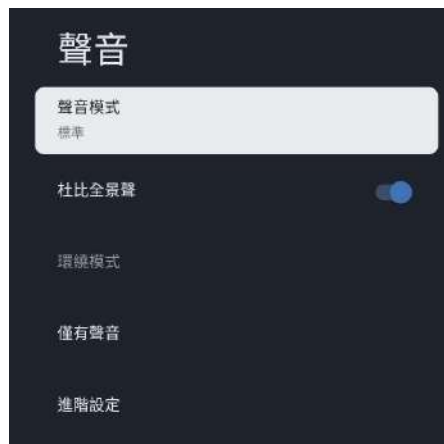 聲音
聲音模式
標準
杜比全景聲
環繞模式
僅有聲音
進階設定